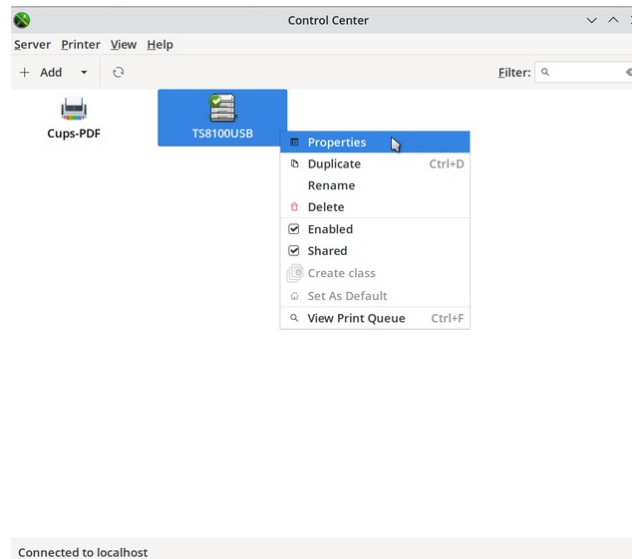 Control Center
Server Printer View Help
Add
Filter:
Cups-PDF
TS8100USB
Properties
Duplicate Ctrl+D
Rename
Delete
Enabled
Shared
Create class
Set As Default
View Print Queue Ctrl+F
Connected to localhost